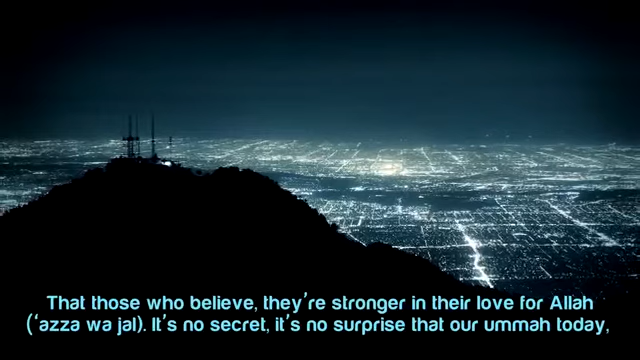 That those who believe, they're stronger in their love for Allah
('azza wa jal). It's no secret, it's no surprise that our ummah today,